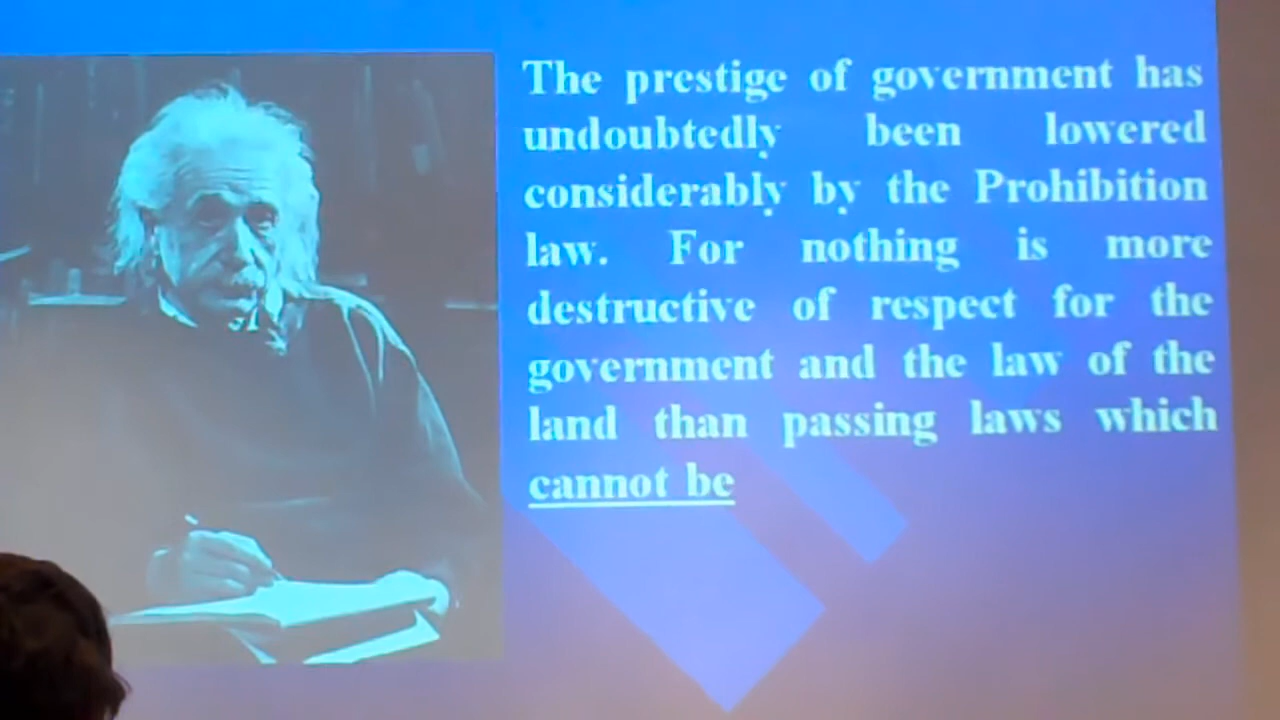 The prestige of government has
undoubtedly been lowered
considerably by the Prohibition
law. For nothing is more
destructive of respect for the
government and the law of the
land than passing laws which
cannot be